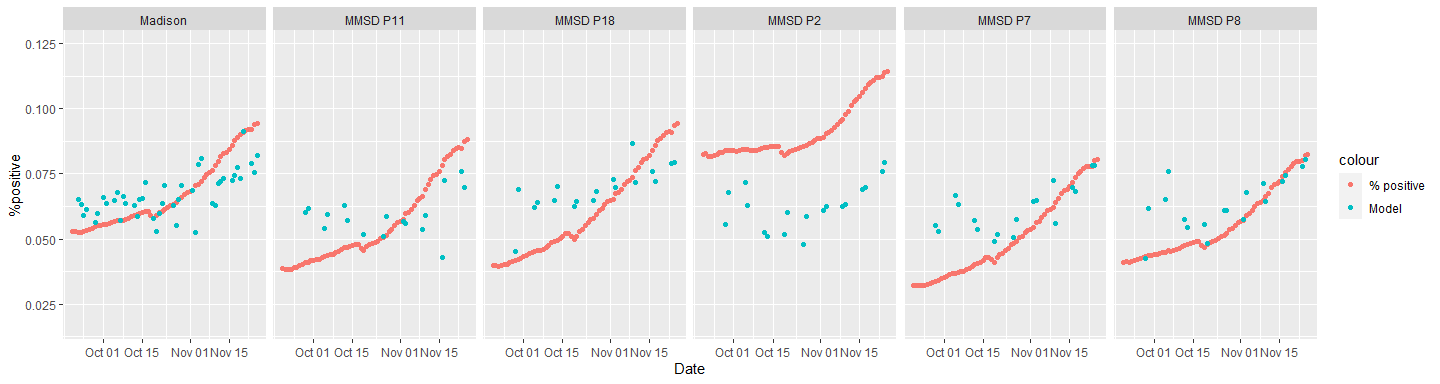 Madison MMSD P11 MMSD P18 MMSD P2 MMSD P7 MMSD P8
0.125
0.100
0.075
0.050
0.025
%positive
Oct 01 Oct 15 Nov 01 Nov 15 Oct 01 Oct 15 Nov 01 Nov 15 Oct 01 Oct 15 Nov 01 Nov 15 Oct 01 Oct 15 Nov 01 Nov 15 Oct 01 Oct 15 Nov 01 Nov 15 Oct 01 Oct 15 Nov 01 Nov 15
Date
colour
% positive
Model